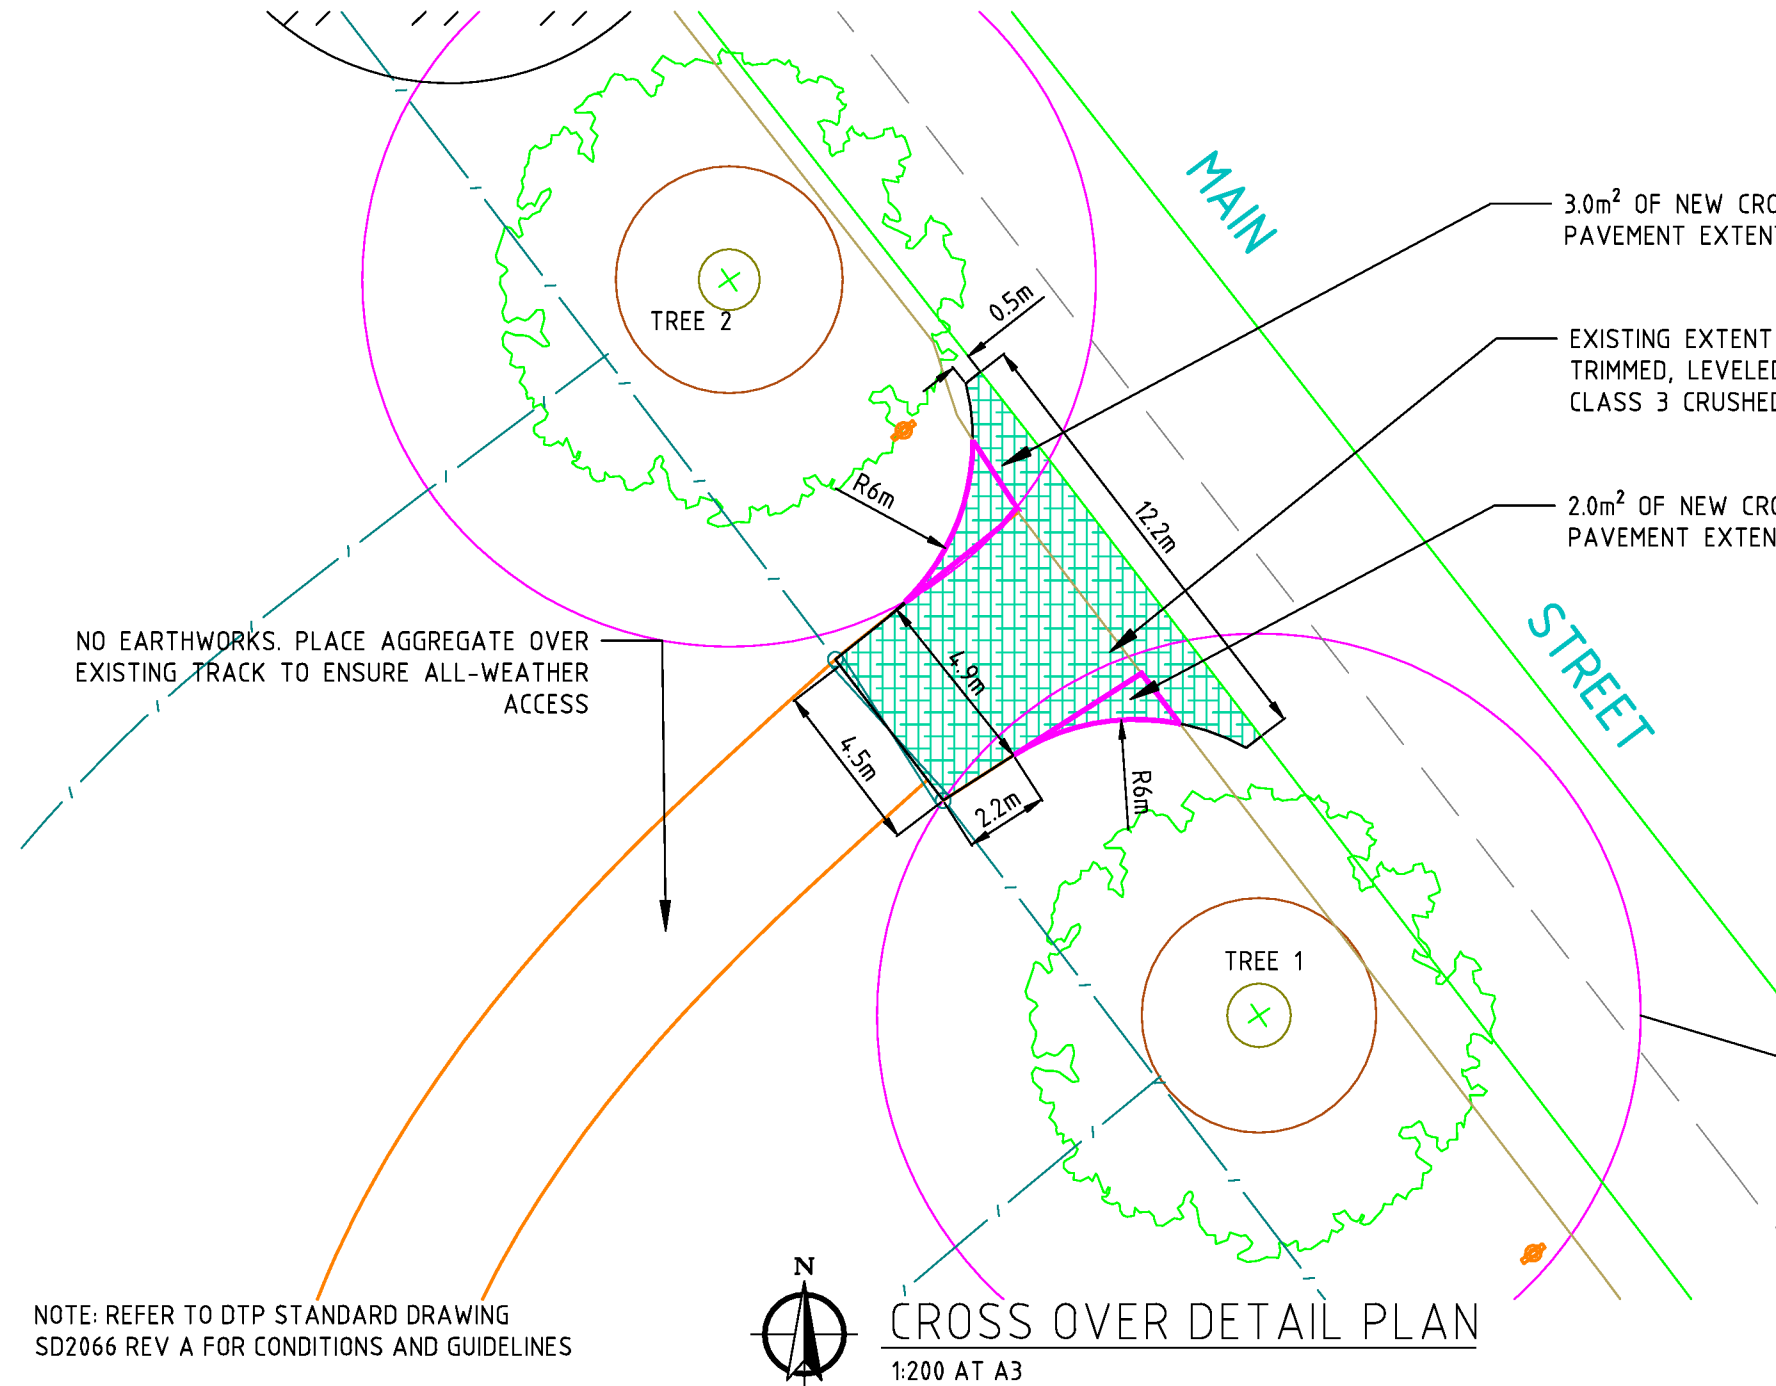 MAIN
3.0m² OF NEW CRO
PAVEMENT EXTENT
0.5m
EXISTING EXTENT
TRIMMED, LEVELED
CLASS 3 CRUSHED
TREE 2
R6m
12.2m
2.0m² OF NEW CRO
PAVEMENT EXTEN
STREET
NO EARTHWORKS. PLACE AGGREGATE OVER
EXISTING TRACK TO ENSURE ALL-WEATHER
ACCESS
4.9m
4.5m
2.2m
R6m
TREE 1
N
NOTE: REFER TO DTP STANDARD DRAWING
SD2066 REV A FOR CONDITIONS AND GUIDELINES
CROSS OVER DETAIL PLAN
1:200 AT A3